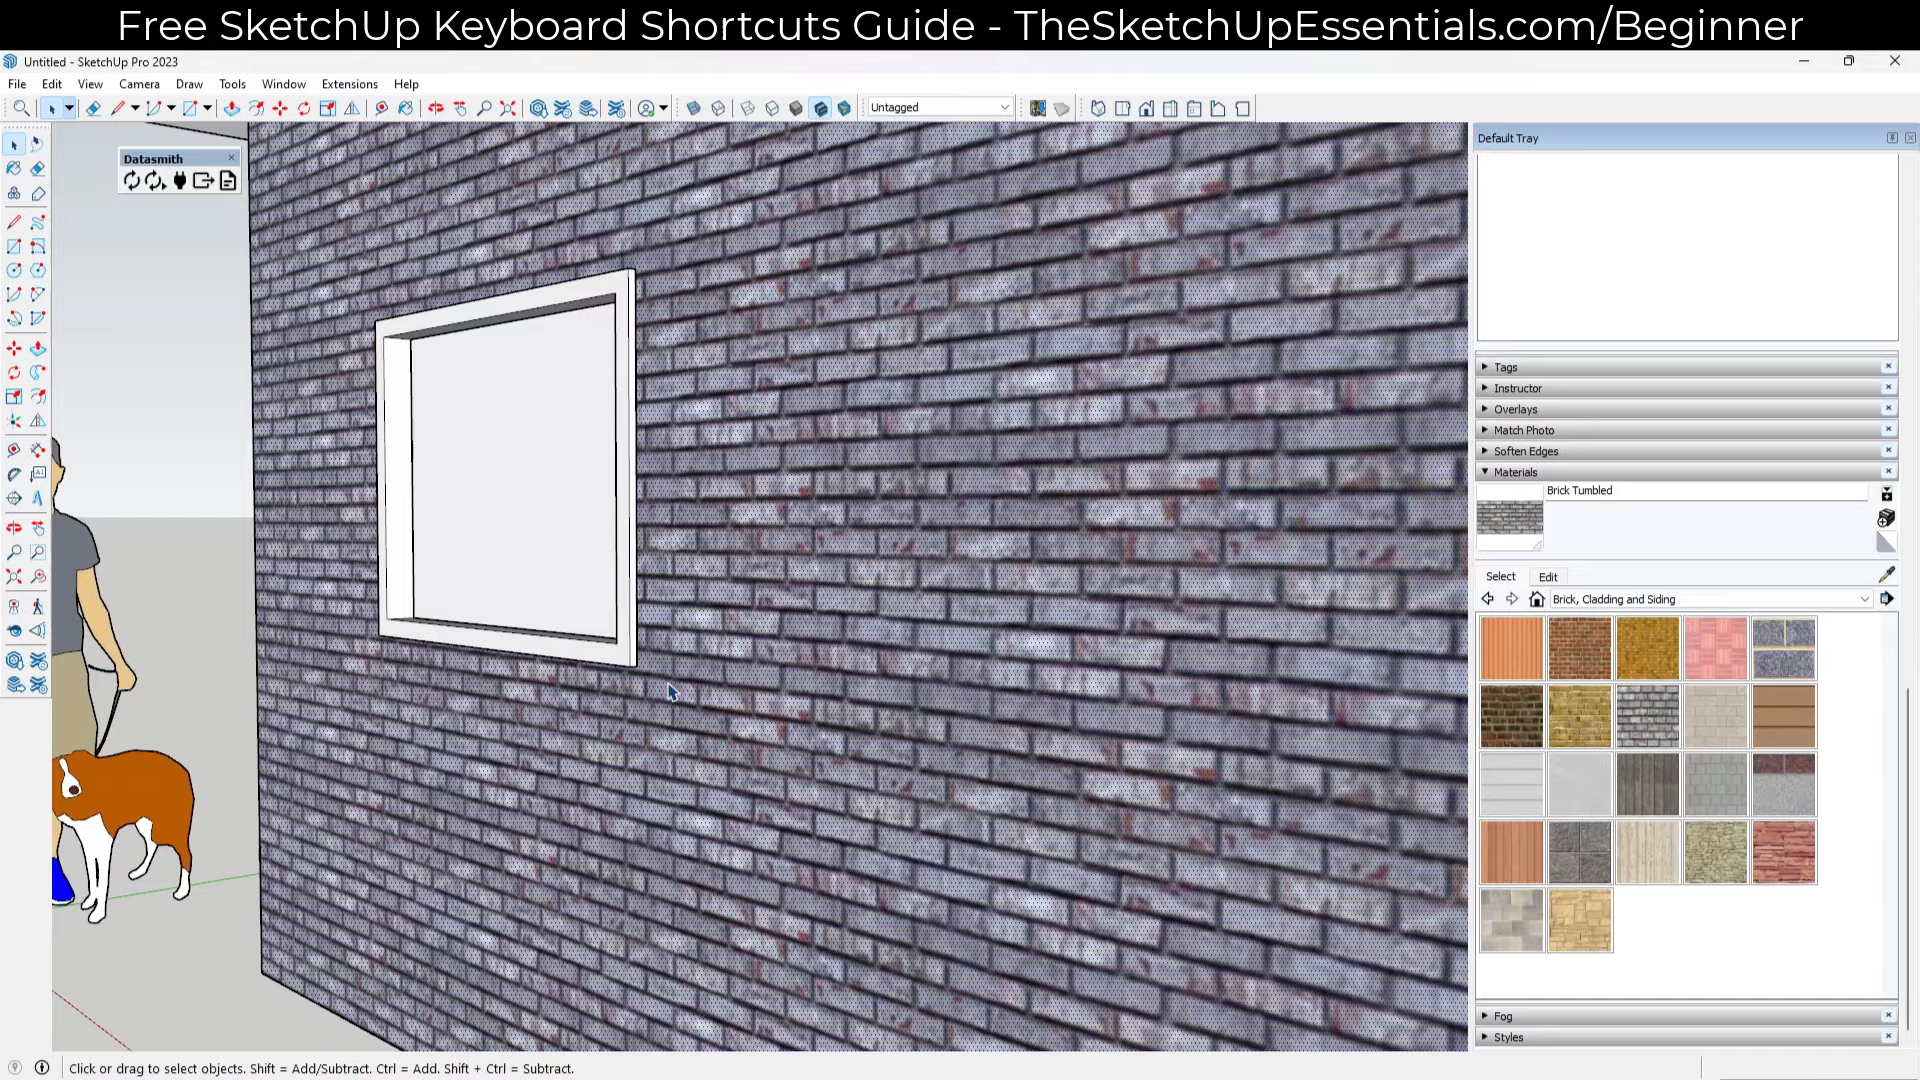 Free SketchUp Keyboard Shortcuts Guide - TheSketchUpEssentials.com/Beginner
Untitled - SketchUp Pro 2023
File Edit View Camera Draw Tools Window Extensions Help
Untagged
Default Tray
Datasmith
Tags
Instructor
Overlays
Match Photo
Soften Edges
Materials
Brick Tumbled
Select Edit
Brick, Cladding and Siding
Fog
Styles
Click or drag to select objects. Shift = Add/Subtract. Ctrl = Add. Shift + Ctrl = Subtract.